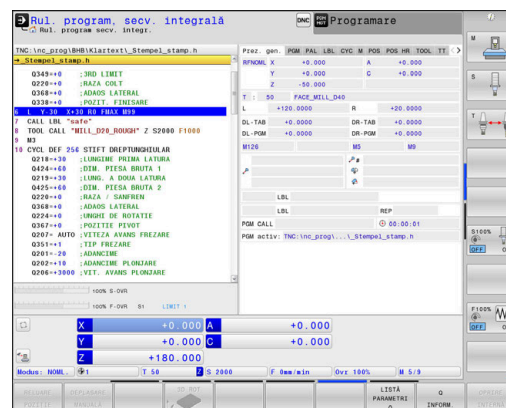 Rul. program, secv. integrală
Rul. program, secv. integr.
DNC
Programare
TNC:\nc_prog\BHB\Klartext\_Stempel_stamp.h
→_Stempel_stamp.h
Q349=+0 ;3RD LIMIT
Q220=+0 ;RAZA COLT
Q368=+0 ;ADAOS LATERAL
Q338=+0 ;POZIT. FINISARE
6 L Y-30 X+30 R0 FMAX M99
7 CALL LBL "safe"
8 TOOL CALL "MILL_D20_ROUGH" Z S2000 F1000
9 M3
10 CYCL DEF 256 STIFT DREPTUNGHIULAR
Q218=+30 ;LUNGIME PRIMA LATURA
Q424=+60 ;DIM. PIESA BRUTA 1
Q219=+30 ;LUNG. A DOUA LATURA
Q425=+60 ;DIM. PIESA BRUTA 2
Q220=+0 ;RAZA / SANFREN
Q368=+0 ;ADAOS LATERAL
Q224=+0 ;UNGHI DE ROTATIE
Q367=+0 ;POZITIE PIVOT
Q207= AUTO ;VITEZA AVANS FREZARE
Q351=+1 ;TIP FREZARE
Q201=-20 ;ADANCIME
Q202=+10 ;ADANCIME PLONJARE
Q206=+3000 ;VIT. AVANS PLONJARE
100% S-OVR
100% F-OVR S1 LIMIT 1
Prez. gen. PGM PAL LBL CYC M POS POS HR TOOL TT
RFNOML X +0.000 A +0.000
Y +0.000 C +0.000
Z -50.000
T : 50 FACE_MILL_D40
L +120.0000 R +20.0000
DL-TAB +0.0000 DR-TAB +0.0000
DL-PGM +0.0000 DR-PGM +0.0000
M126 M5 M9
LBL
LBL REP
PGM CALL 00:00:01
PGM activ: TNC:\nc_prog\...\_Stempel_stamp.h
X +0.000 A +0.000
Y +0.000 C +0.000
Z +180.000
Modus: NOML. 1 T 50 Z S 2000 F 0mm/min Ovr 100% M 5/9
3D ROT
LISTĂ
PARAMETRI
Q
Q
INFORM.
M
S
T
S100%
OFF
F100%
OFF